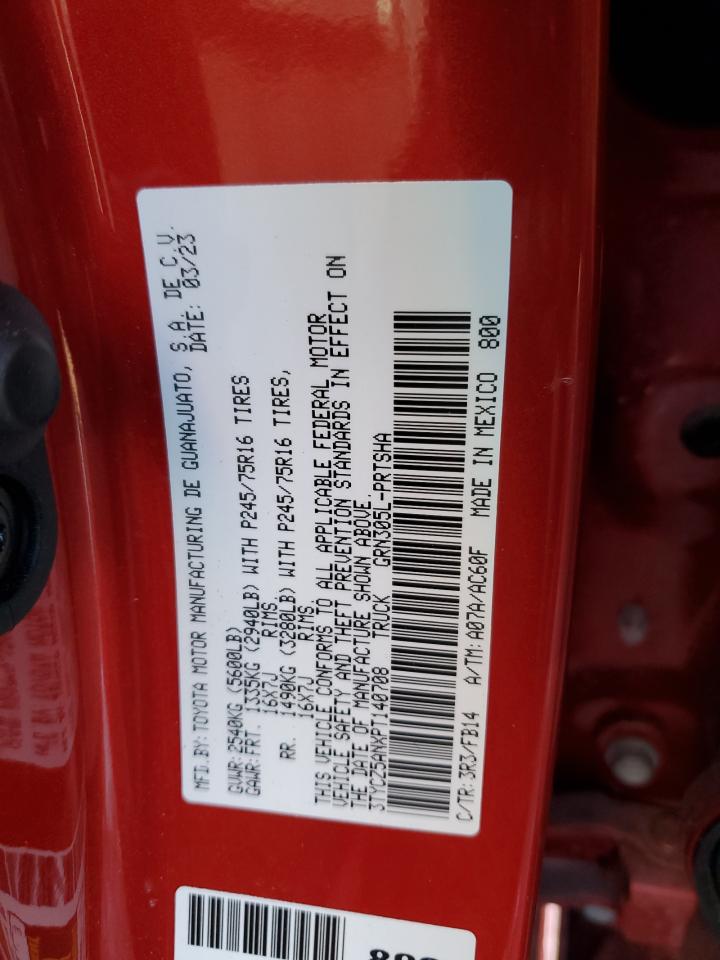 MFD. BY: TOYOTA MOTOR MANUFACTURING DE GUANAJUATO, S.A. DE C.V.
DATE: 03/23
GVWR: 2540KG (5600LB)
GAWR: FRT. 1335KG (2940LB) WITH P245/75R16 TIRES
16X7J RIMS
RR. 1490KG (3280LB) WITH P245/75R16 TIRES,
16X7J RIMS
THIS VEHICLE CONFORMS TO ALL APPLICABLE FEDERAL MOTOR
VEHICLE SAFETY AND THEFT PREVENTION STANDARDS IN EFFECT ON
THE DATE OF MANUFACTURE SHOWN ABOVE.
3TYCZ5ANXPT140708 TRUCK GRN305L-PRTSHA
C/TR: 3R3/FB14 A/TM: A07A/AC60F MADE IN MEXICO 800